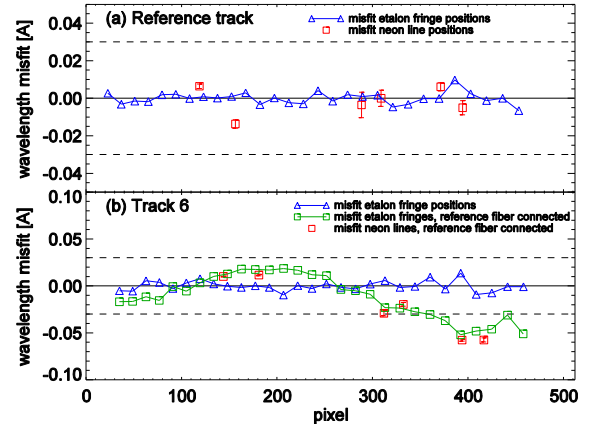 (a) Reference track
misfit etalon fringe positions
misfit neon line positions
wavelength misfit [A]
0.04
0.02
0.00
-0.02
-0.04
(b) Track 6
misfit etalon fringe positions
misfit etalon fringes, reference fiber connected
misfit neon lines, reference fiber connected
wavelength misfit [A]
0.10
0.05
0.00
-0.05
-0.10
0 100 200 300 400 500
pixel